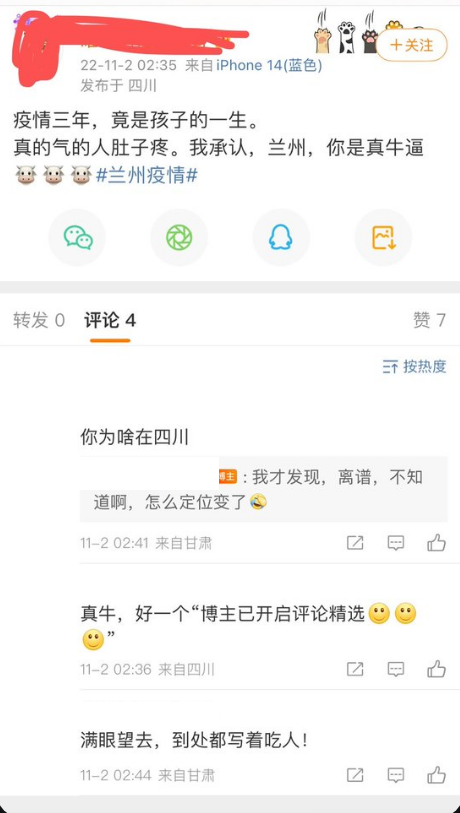 +关注
22-11-2 02:35 来自iPhone 14(蓝色)
发布于 四川
疫情三年，竟是孩子的一生。
真的气的人肚子疼。我承认，兰州，你是真牛逼
🐮🐮🐮#兰州疫情#
转发 0 评论 4 赞 7
按热度
你为啥在四川
博主：我才发现，离谱，不知
道啊，怎么定位变了🤣
11-2 02:41 来自甘肃
真牛，好一个“博主已开启评论精选🙂🙂
🙂”
11-2 02:36 来自四川
满眼望去，到处都写着吃人！
11-2 02:44 来自甘肃